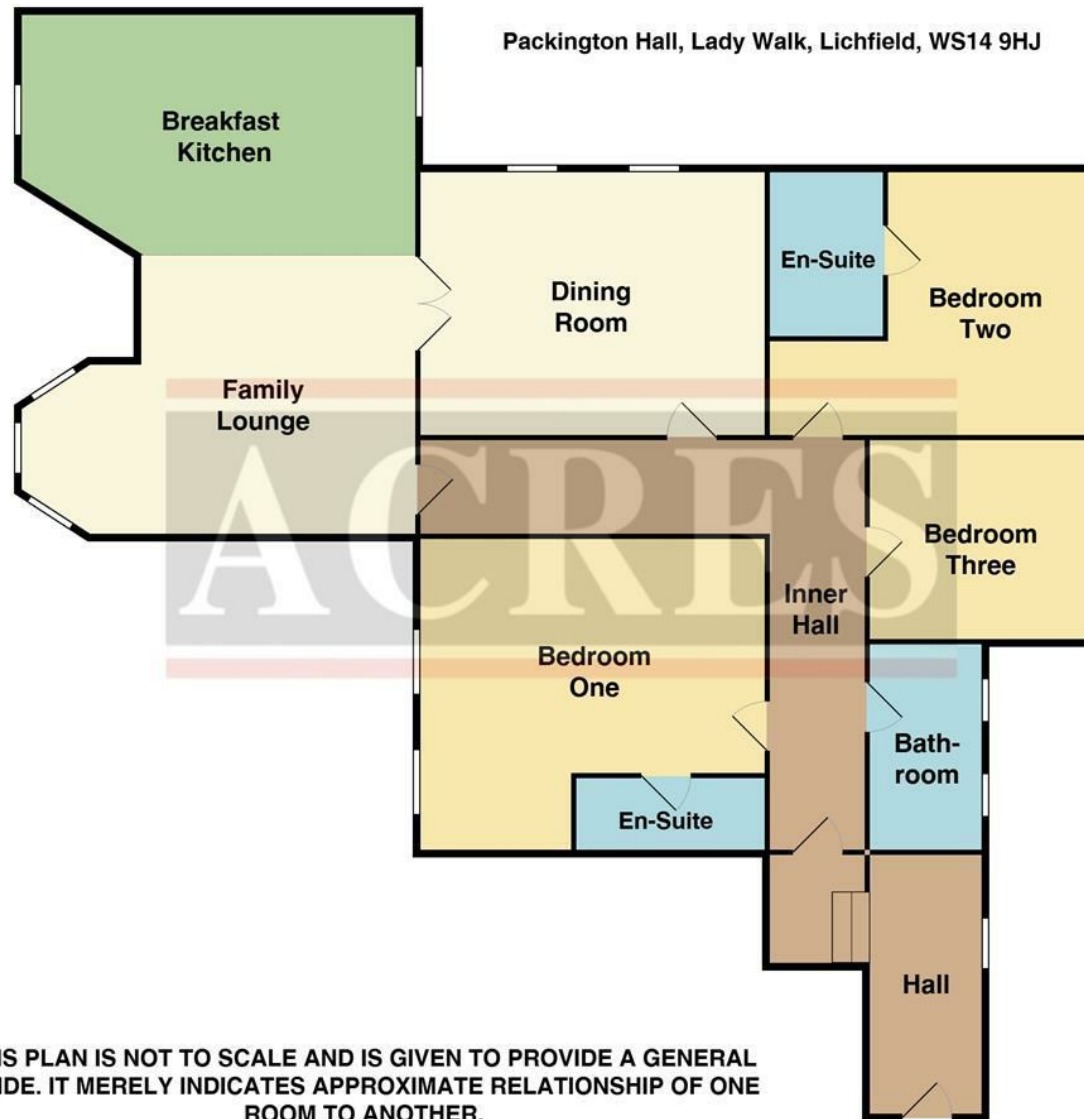 Packington Hall, Lady Walk, Lichfield, WS14 9HJ
Breakfast
Kitchen
En-Suite
Dining
Room
Bedroom
Two
Family
Lounge
ACRES
Bedroom
Three
Inner
Hall
Bedroom
One
Bath-
room
En-Suite
Hall
IS PLAN IS NOT TO SCALE AND IS GIVEN TO PROVIDE A GENERAL
IDE. IT MERELY INDICATES APPROXIMATE RELATIONSHIP OF ONE
ROOM TO ANOTHER.